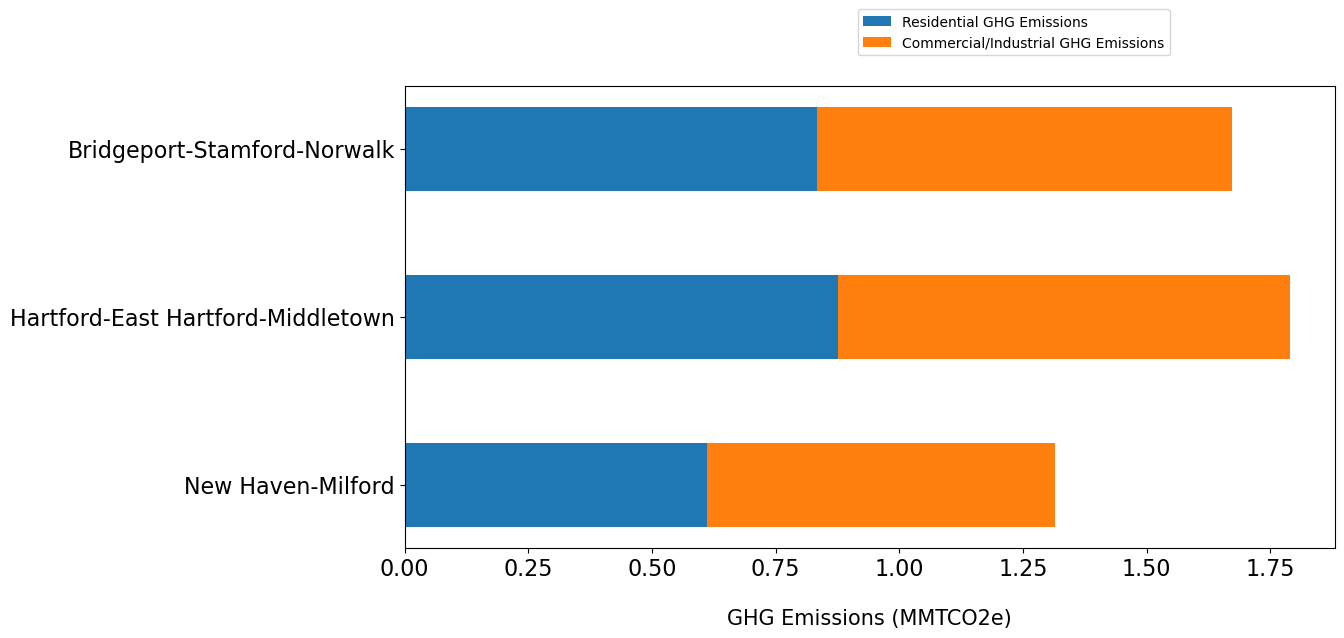 Residential GHG Emissions
Commercial/Industrial GHG Emissions
Bridgeport-Stamford-Norwalk
Hartford-East Hartford-Middletown
New Haven-Milford
0.00 0.25 0.50 0.75 1.00 1.25 1.50 1.75
GHG Emissions (MMTCO2e)